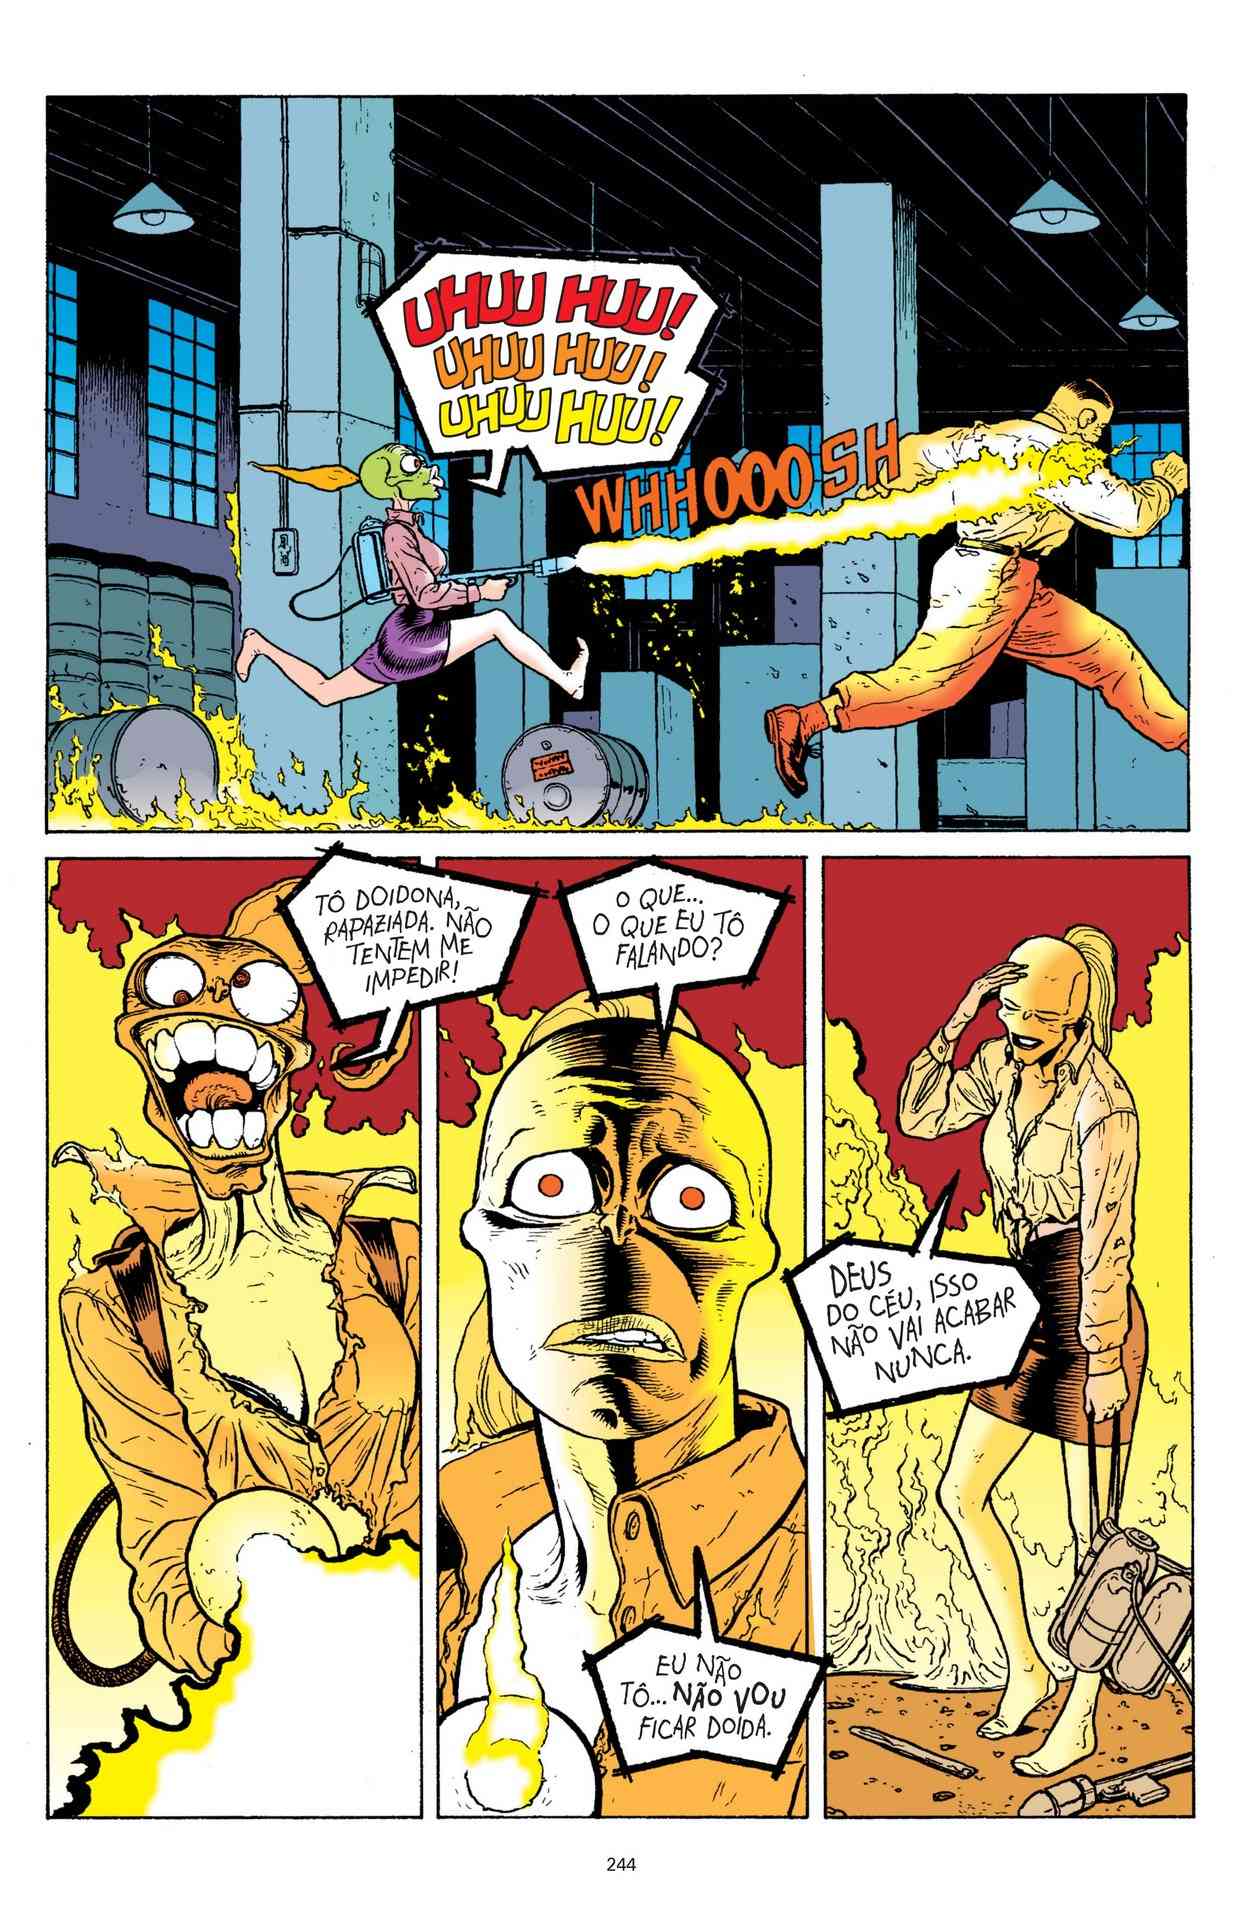 UHUU HUU!
UHUU HUU!
UHUU HUU!
WHHOOOSH
TÔ DOIDONA,
RAPAZIADA. NÃO
TENTEM ME
IMPEDIR!
O QUE...
O QUE EU TÔ
FALANDO?
EU NÃO
TÔ... NÃO VOU
FICAR DOIDA.
DEUS
DO CÉU, ISSO
NÃO VAI ACABAR
NUNCA.
244